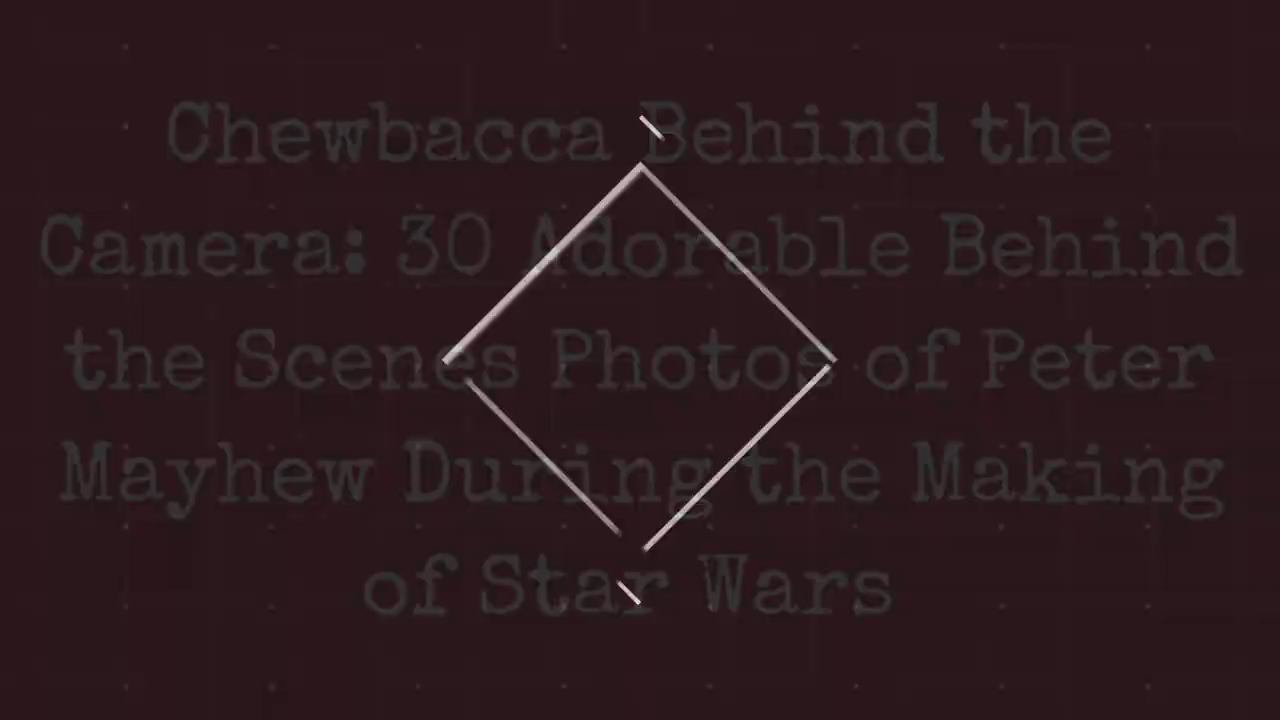 Chewbacca Behind the
Camera: 30 Adorable Behind
the Scenes Photos of Peter
Mayhew During the Making
of Star Wars